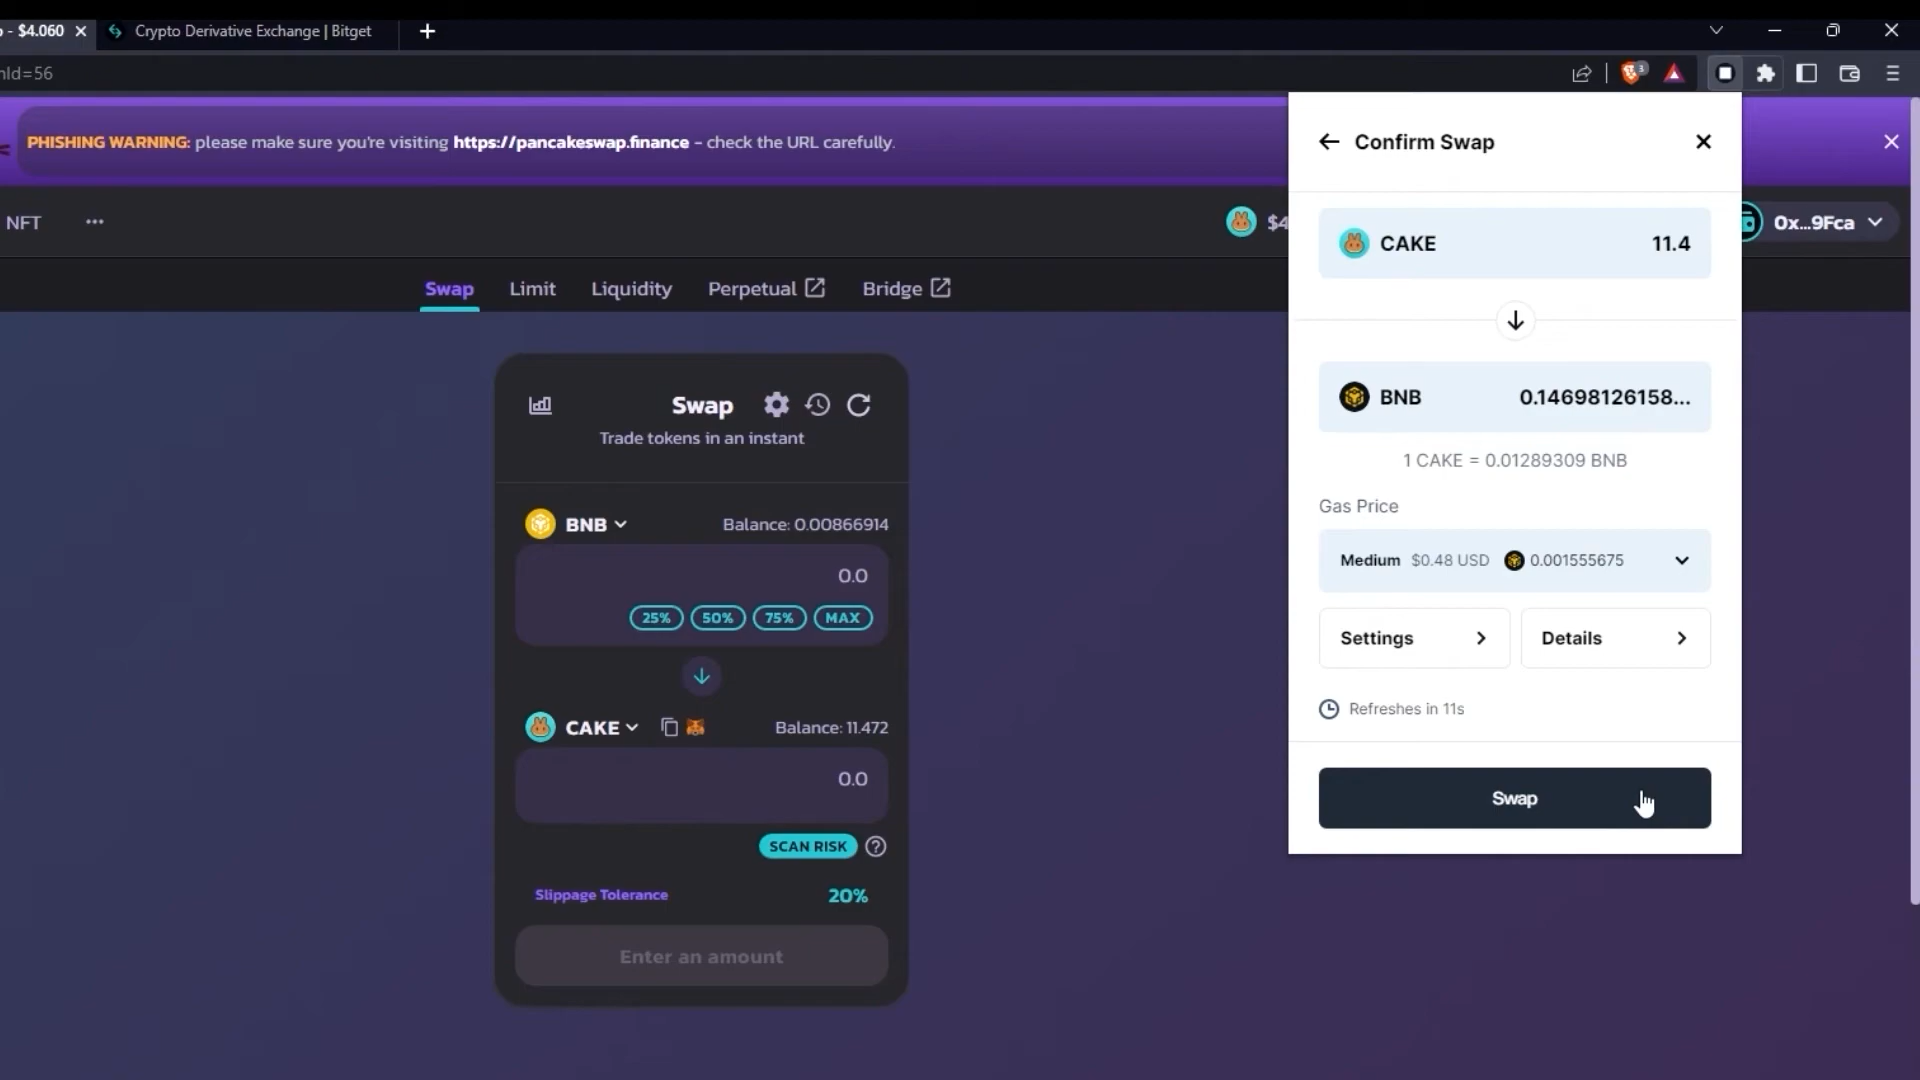 - $4.060
Crypto Derivative Exchange | Bitget
nId=56
3
PHISHING WARNING: please make sure you're visiting https://pancakeswap.finance - check the URL carefully.
NFT
$4
0x...9Fca
Swap
Limit
Liquidity
Perpetual
Bridge
Swap
Trade tokens in an instant
BNB
Balance: 0.00866914
0.0
25%
50%
75%
MAX
CAKE
Balance: 11.472
0.0
SCAN RISK
?
Slippage Tolerance
20%
Enter an amount
Confirm Swap
CAKE
11.4
BNB
0.14698126158...
1 CAKE = 0.01289309 BNB
Gas Price
Medium $0.48 USD 0.001555675
Settings
Details
Refreshes in 11s
Swap